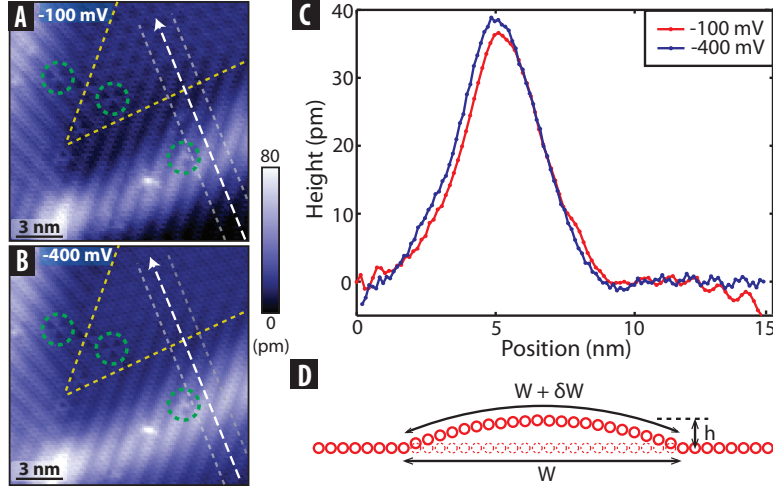 A
-100 mV
3 nm
B
-400 mV
3 nm
80
0
(pm)
C
-100 mV
-400 mV
40
30
20
10
0
Height (pm)
0
5
10
15
Position (nm)
D
W + δW
h
W